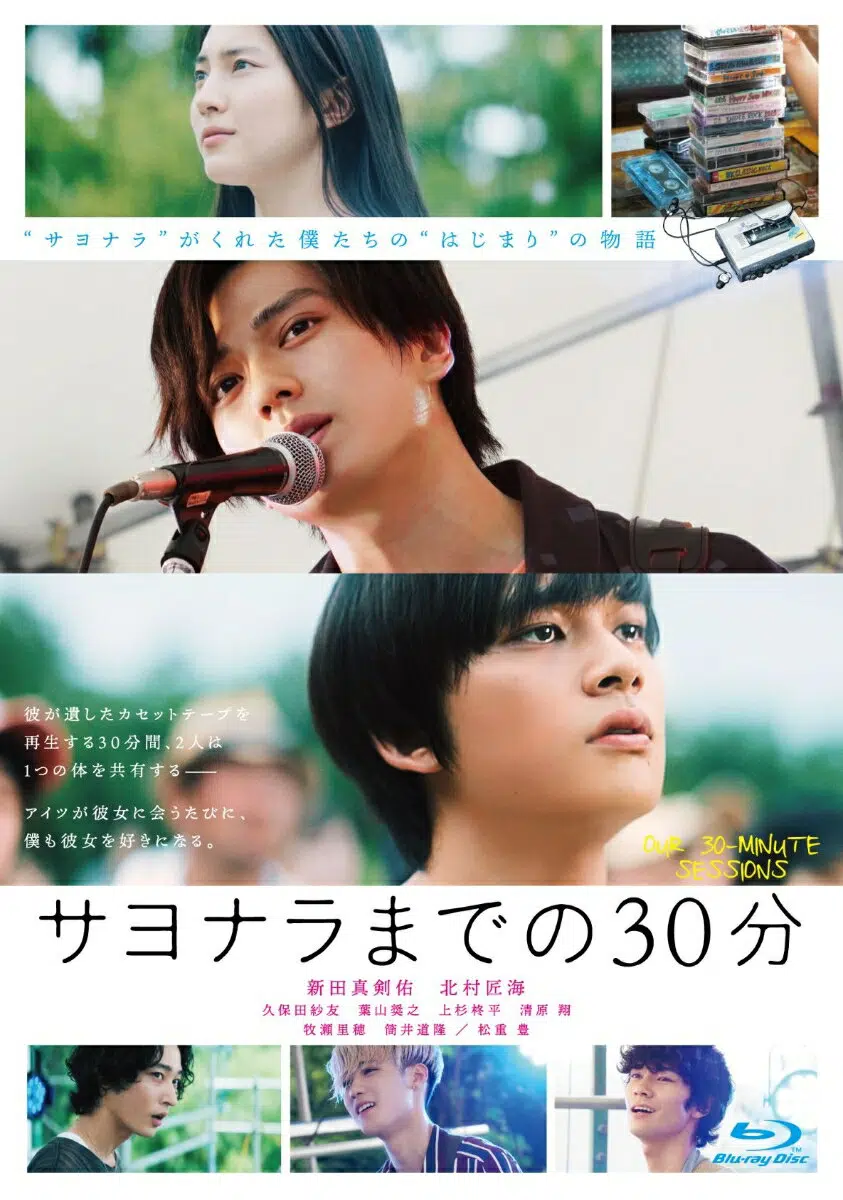 “サヨナラ”がくれた僕たちの“はじまり”の物語
彼が遺したカセットテープを
再生する30分間、2人は
1つの体を共有する――
アイツが彼女に会うたびに、
僕も彼女を好きになる。
OUR 30-MINUTE
SESSIONS
サヨナラまでの30分
新田真剣佑 北村匠海
久保田紗友 葉山奨之 上杉柊平 清原 翔
牧瀬里穂 筒井道隆 / 松重 豊
Blu-ray Disc
TM